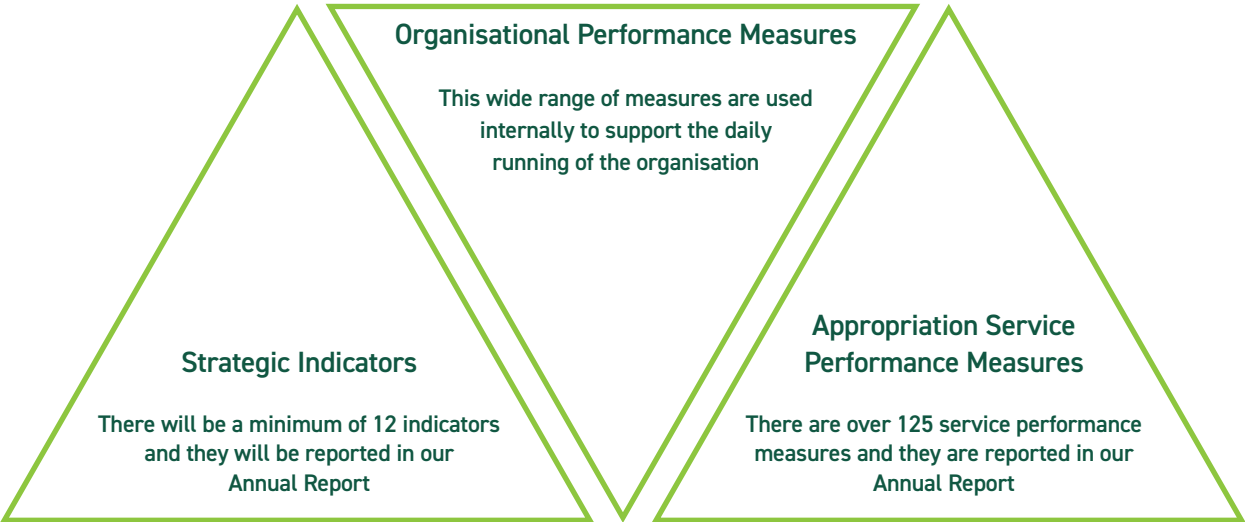 Organisational Performance Measures
This wide range of measures are used
internally to support the daily
running of the organisation
Strategic Indicators
There will be a minimum of 12 indicators
and they will be reported in our
Annual Report
Appropriation Service
Performance Measures
There are over 125 service performance
measures and they are reported in our
Annual Report